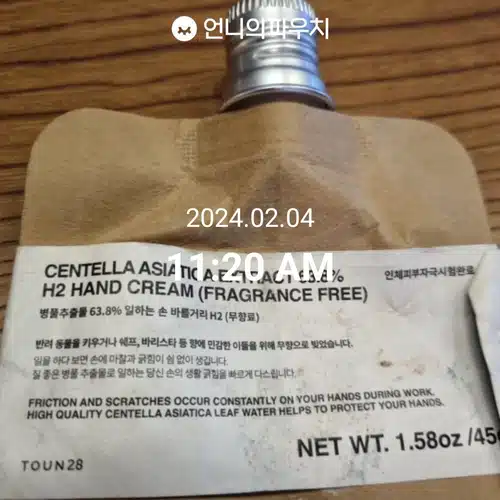 언니의파우치
2024.02.04
11:20 AM
CENTELLA ASIATICA EXTRACT 63.8%
H2 HAND CREAM (FRAGRANCE FREE)
인체피부자극시험완료
병풀추출물 63.8% 일하는 손 바를거리 H2 (무향료)
반려 동물을 키우거나 쉐프, 바리스타 등 향에 민감한 이들을 위해 무향으로 빚었습니다.
일을 하다 보면 손에 마찰과 긁힘이 쉼 없이 생깁니다.
질 좋은 병풀 추출물로 일하는 당신 손의 생활 긁힘을 빠르게 다스립니다.
FRICTION AND SCRATCHES OCCUR CONSTANTLY ON YOUR HANDS DURING WORK.
HIGH QUALITY CENTELLA ASIATICA LEAF WATER HELPS TO PROTECT YOUR HANDS.
NET WT. 1.58oz /45
TOUN28